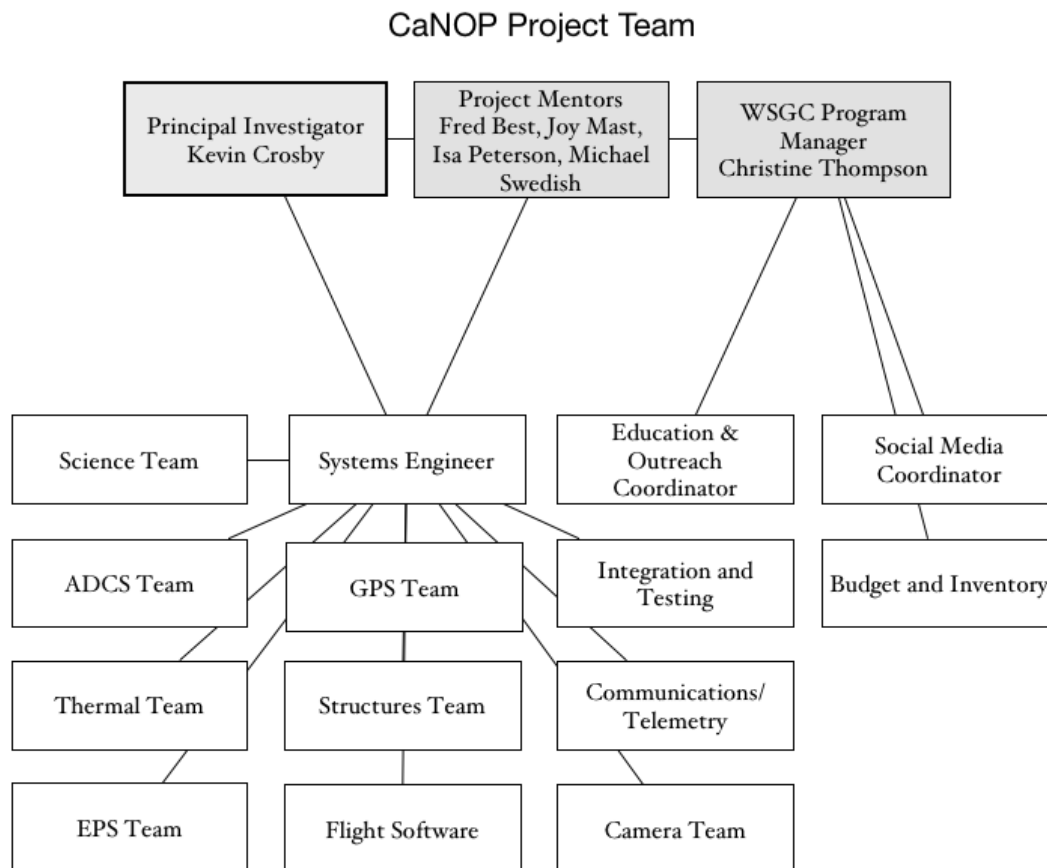 CaNOP Project Team
Principal Investigator
Kevin Crosby
Project Mentors
Fred Best, Joy Mast,
Isa Peterson, Michael
Swedish
WSGC Program
Manager
Christine Thompson
Science Team
Systems Engineer
Education &
Outreach
Coordinator
Social Media
Coordinator
ADCS Team
GPS Team
Integration and
Testing
Budget and Inventory
Thermal Team
Structures Team
Communications/
Telemetry
EPS Team
Flight Software
Camera Team